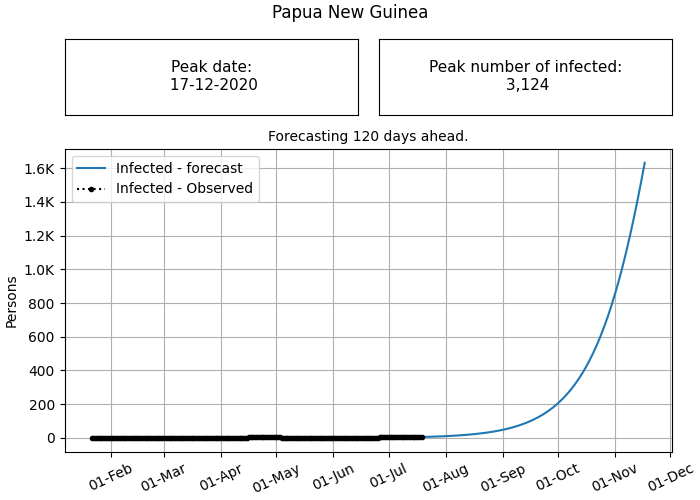 Papua New Guinea
Peak date:
17-12-2020
Peak number of infected:
3,124
Forecasting 120 days ahead.
Infected - forecast
Infected - Observed
Persons
1.6K
1.4K
1.2K
1.0K
800
600
400
200
0
01-Feb
01-Mar
01-Apr
01-May
01-Jun
01-Jul
01-Aug
01-Sep
01-Oct
01-Nov
01-Dec